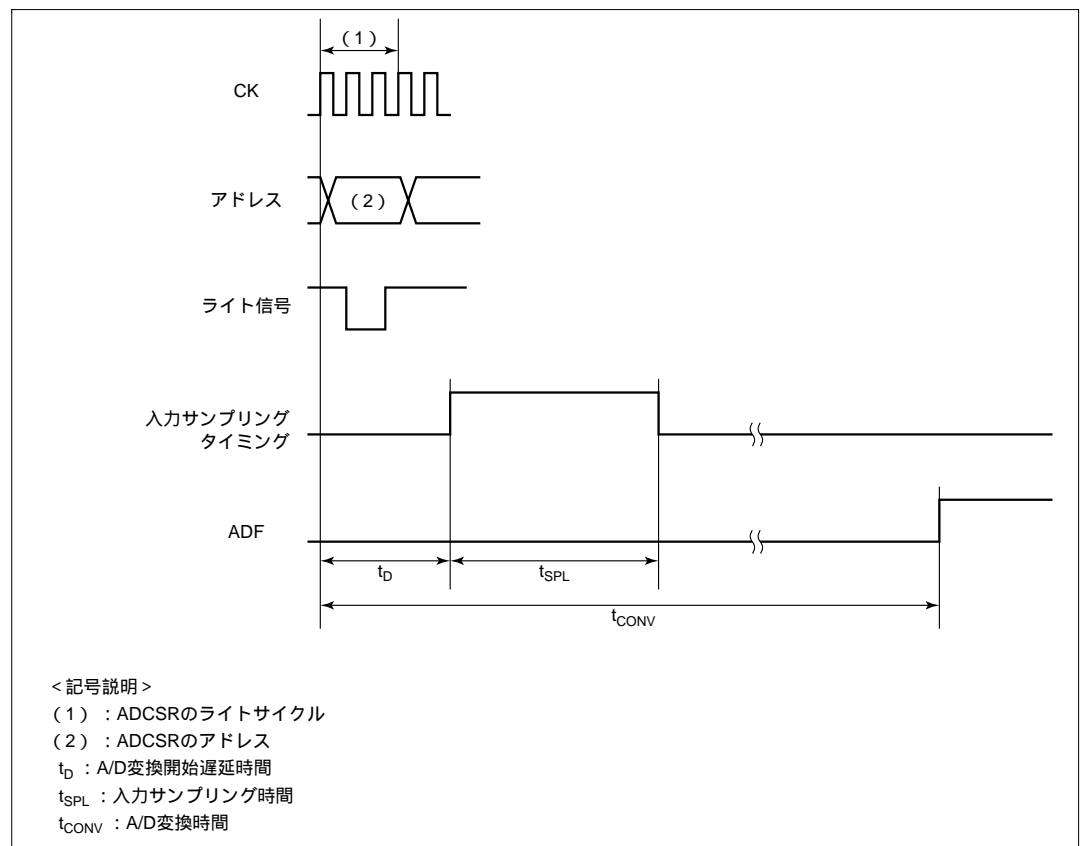 (1)
CK
アドレス
(2)
ライト信号
入力サンプリング
タイミング
ADF
tD
tSPL
tCONV
<記号説明>
(1) :ADCSRのライトサイクル
(2) :ADCSRのアドレス
tD :A/D変換開始遅延時間
tSPL :入力サンプリング時間
tCONV :A/D変換時間